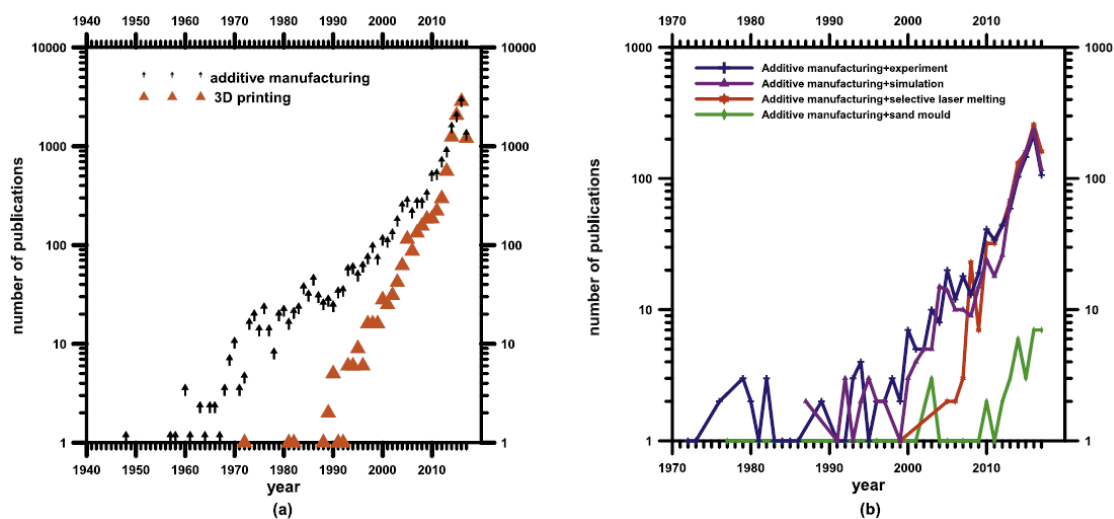 1940 1950 1960 1970 1980 1990 2000 2010
10000 10000
additive manufacturing
3D printing
1000 1000
100 100
10 10
1 1
1940 1950 1960 1970 1980 1990 2000 2010
number of publications
year
(a)
1970 1980 1990 2000 2010
1000 1000
Additive manufacturing+experiment
Additive manufacturing+simulation
Additive manufacturing+selective laser melting
Additive manufacturing+sand mould
100 100
10 10
1 1
1970 1980 1990 2000 2010
number of publications
year
(b)